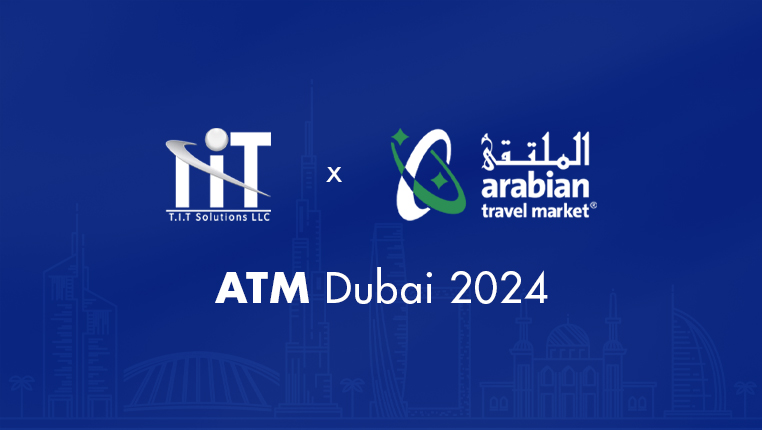 TiT
T.I.T Solutions LLC
x
الملتقى
arabian
travel market®
ATM Dubai 2024